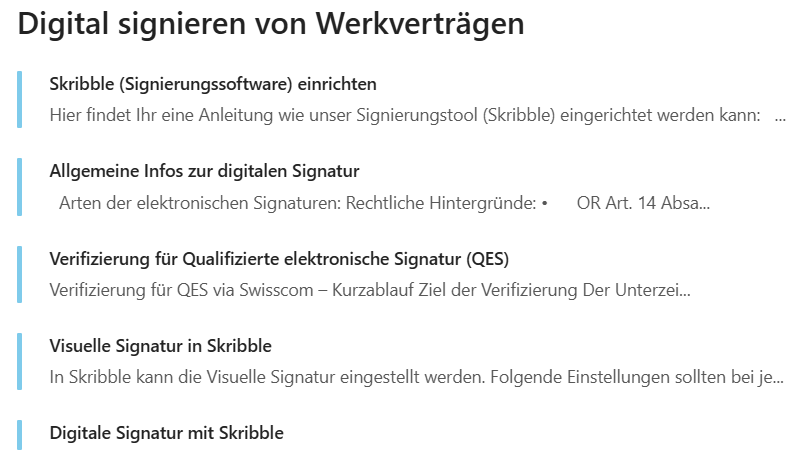 Digital signieren von Werkverträgen
Skribble (Signierungssoftware) einrichten
Hier findet Ihr eine Anleitung wie unser Signierungstool (Skribble) eingerichtet werden kann: ...
Allgemeine Infos zur digitalen Signatur
Arten der elektronischen Signaturen: Rechtliche Hintergründe: • OR Art. 14 Absa...
Verifizierung für Qualifizierte elektronische Signatur (QES)
Verifizierung für QES via Swisscom – Kurzablauf Ziel der Verifizierung Der Unterzei...
Visuelle Signatur in Skribble
In Skribble kann die Visuelle Signatur eingestellt werden. Folgende Einstellungen sollten bei je...
Digitale Signatur mit Skribble